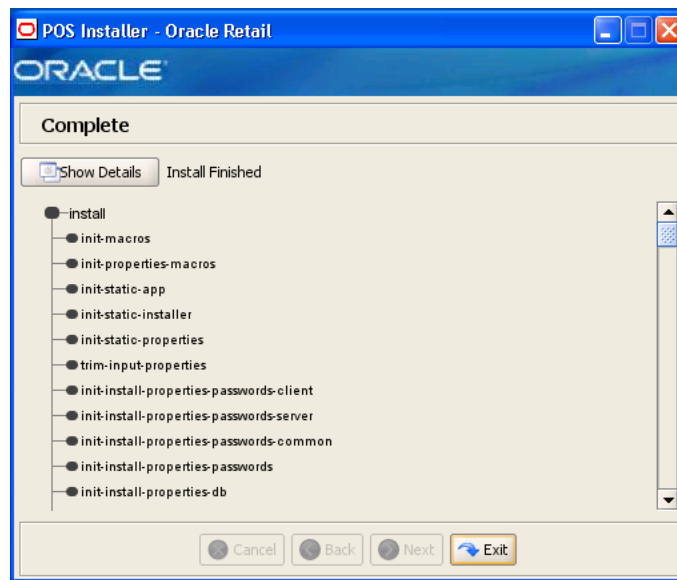 POS Installer - Oracle Retail
ORACLE
Complete
Show Details Install Finished
install
init-macros
init-properties-macros
init-static-app
init-static-installer
init-static-properties
trim-input-properties
init-install-properties-passwords-client
init-install-properties-passwords-server
init-install-properties-passwords-common
init-install-properties-passwords
init-install-properties-db
Cancel Back Next Exit